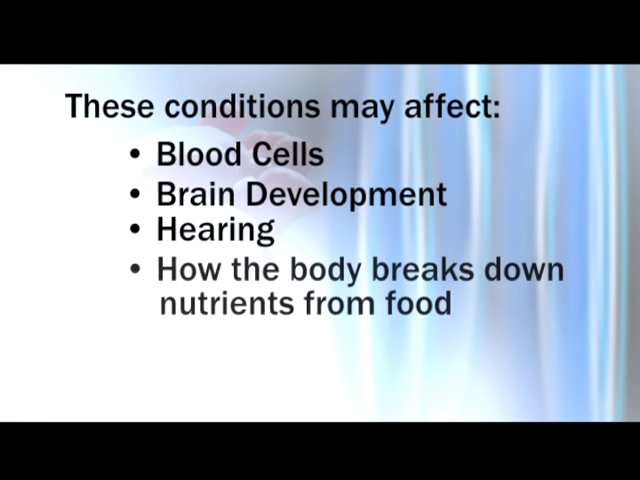 These conditions may affect:
• Blood Cells
• Brain Development
• Hearing
• How the body breaks down
nutrients from food